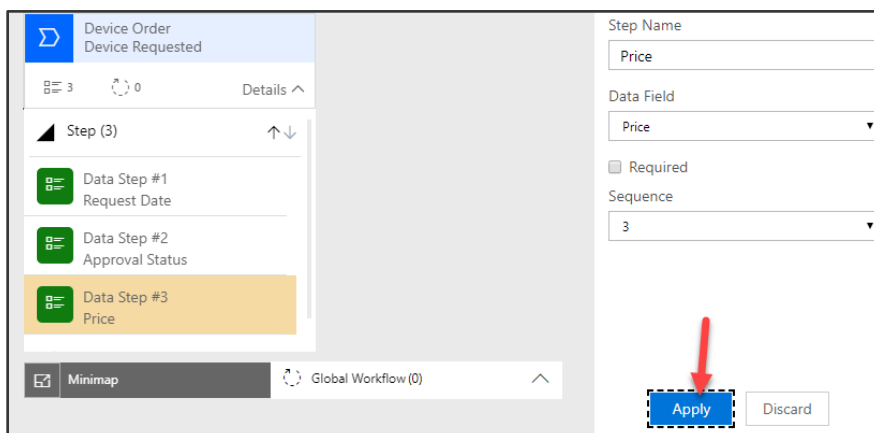 Device Order
Device Requested
3
0
Details
Step (3)
Data Step #1
Request Date
Data Step #2
Approval Status
Data Step #3
Price
Minimap
Global Workflow (0)
Step Name
Price
Data Field
Price
Required
Sequence
3
Apply
Discard